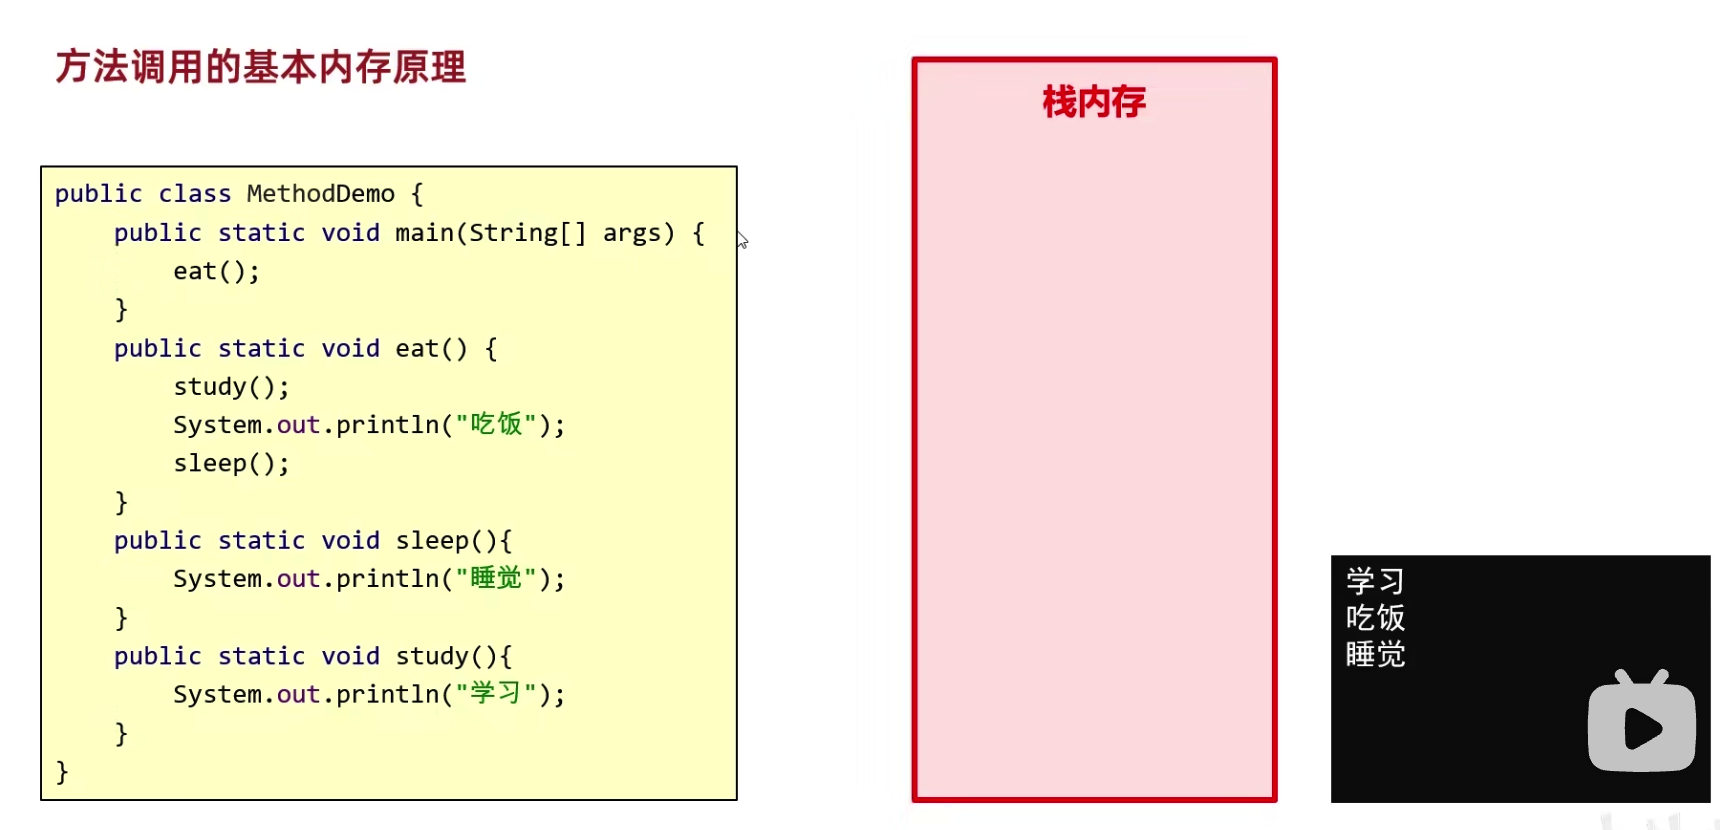 方法调用的基本内存原理
public class MethodDemo {
    public static void main(String[] args) {
        eat();
    }
    public static void eat() {
        study();
        System.out.println("吃饭");
        sleep();
    }
    public static void sleep(){
        System.out.println("睡觉");
    }
    public static void study(){
        System.out.println("学习");
    }
}
栈内存
学习
吃饭
睡觉